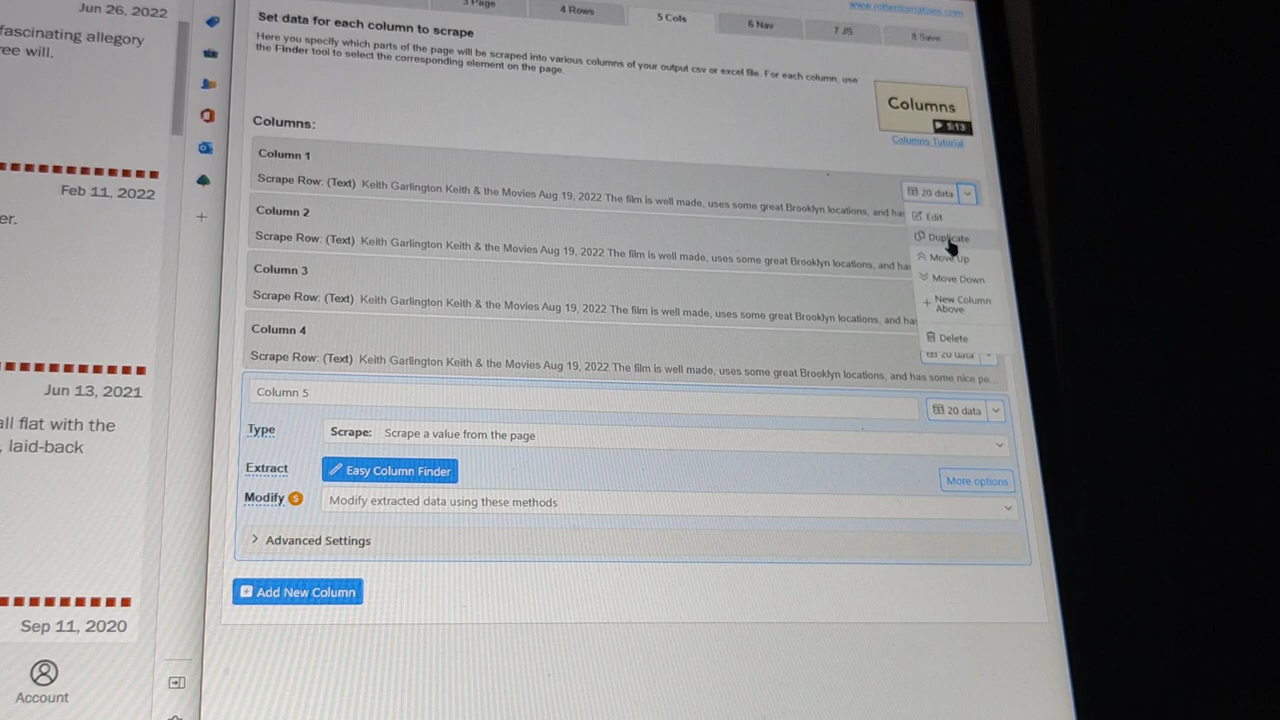 Jun 26, 2022
fascinating allegory
ree will.
Feb 11, 2022
er.
Jun 13, 2021
all flat with the
, laid-back
Sep 11, 2020
Account
3 Page
4 Rows
5 Cols
6 Nav
7 JS
8 Save
www.rottentomatoes.com
Set data for each column to scrape
Here you specify which parts of the page will be scraped into various columns of your output csv or excel file. For each column, use
the Finder tool to select the corresponding element on the page.
Columns
5:13
Columns Tutorial
Columns:
Column 1
Scrape Row: (Text) Keith Garlington Keith & the Movies Aug 19, 2022 The film is well made, uses some great Brooklyn locations, and ha
20 data
Edit
Duplicate
Move Up
Move Down
New Column
Above
Delete
Column 2
Scrape Row: (Text) Keith Garlington Keith & the Movies Aug 19, 2022 The film is well made, uses some great Brooklyn locations, and has
Column 3
Scrape Row: (Text) Keith Garlington Keith & the Movies Aug 19, 2022 The film is well made, uses some great Brooklyn locations, and ha
Column 4
Scrape Row: (Text) Keith Garlington Keith & the Movies Aug 19, 2022 The film is well made, uses some great Brooklyn locations, and has some nice pe...
20 data
Column 5
20 data
Type
Scrape: Scrape a value from the page
Extract
Easy Column Finder
More options
Modify $
Modify extracted data using these methods
Advanced Settings
Add New Column